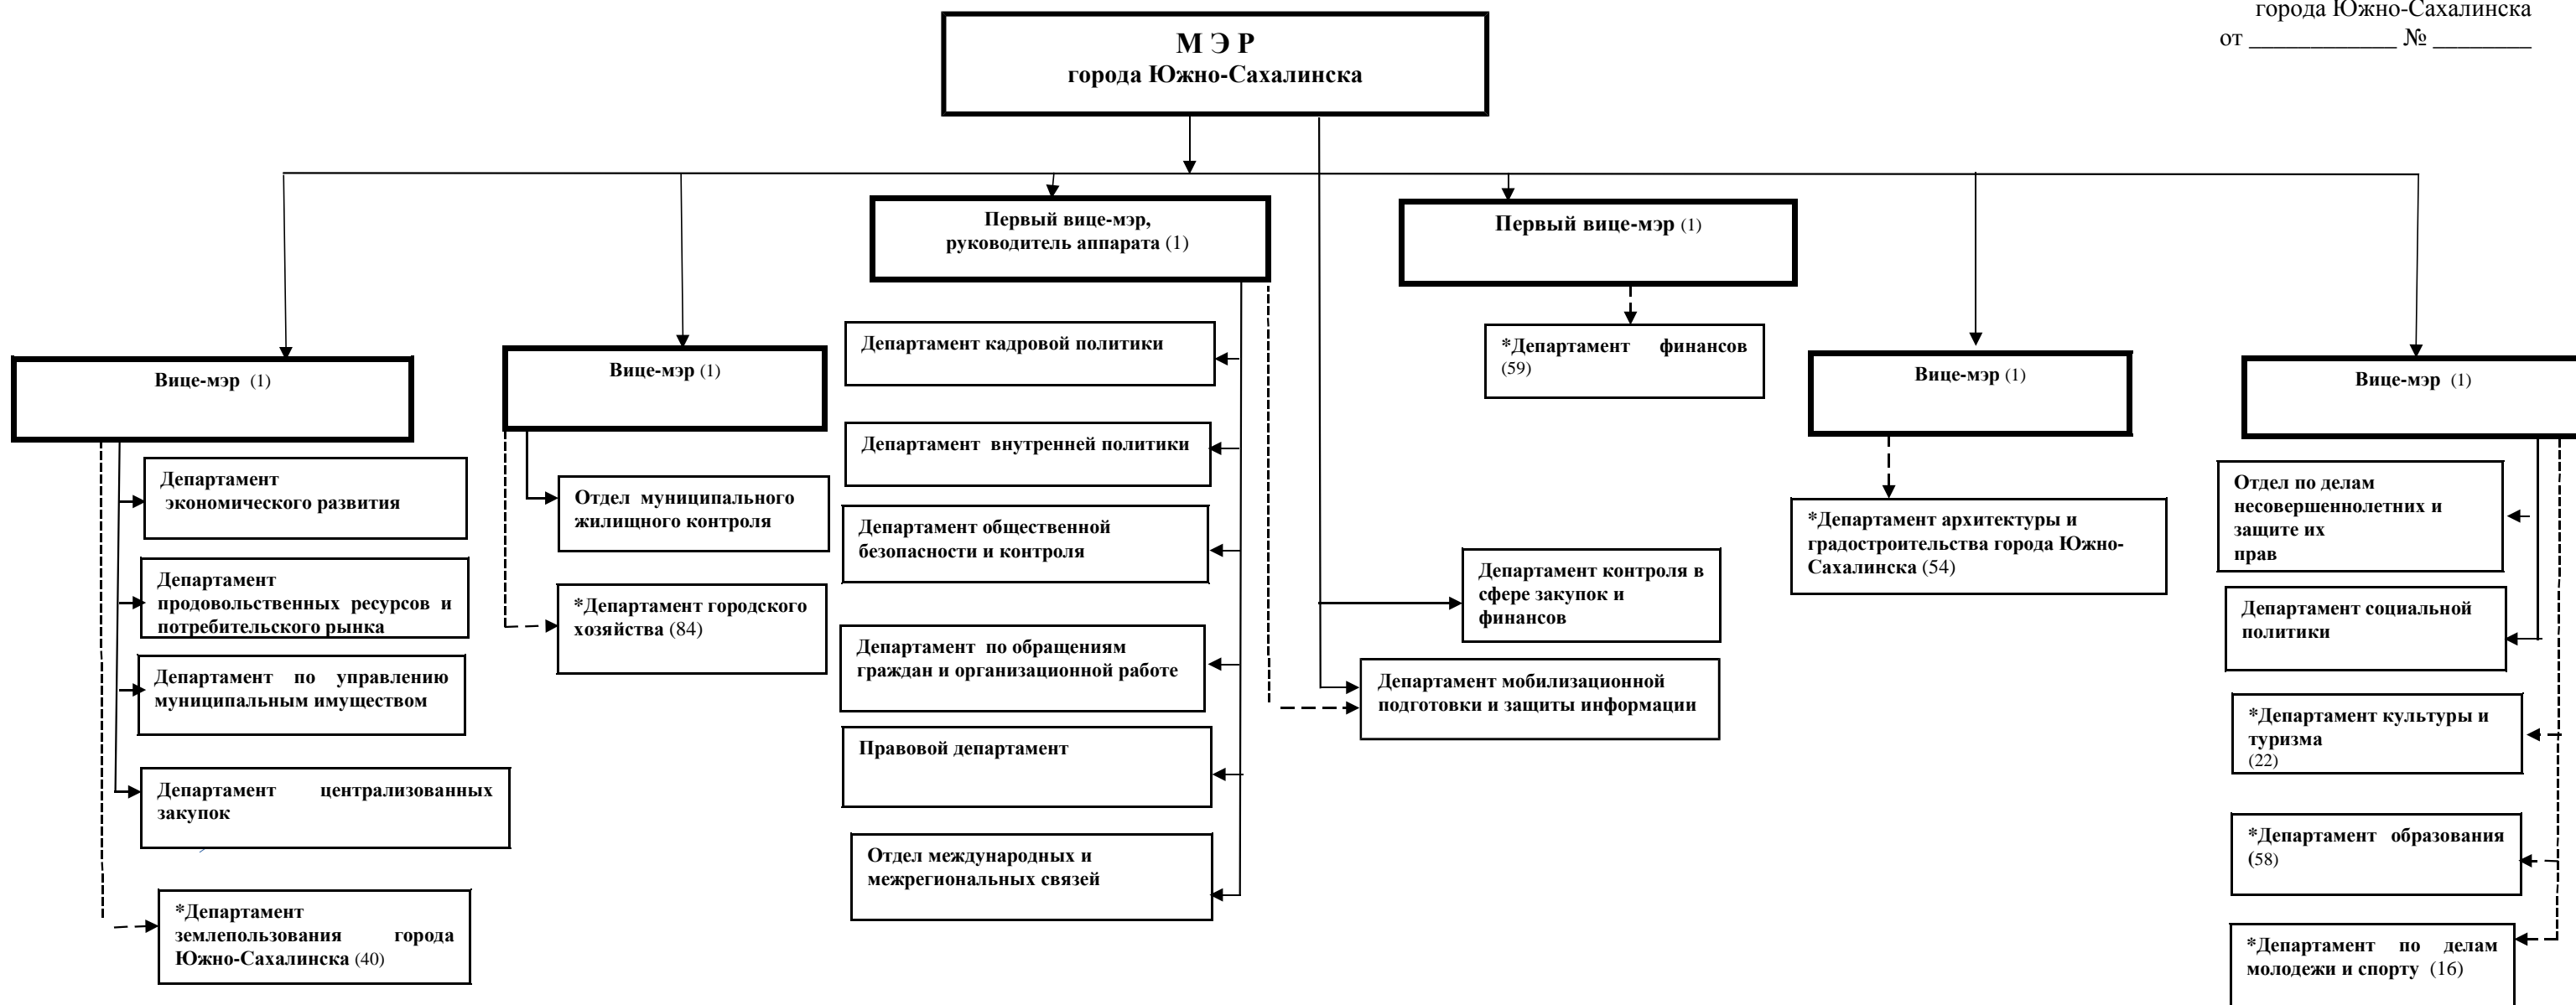 города Южно-Сахалинска
от ____________ № ________
М Э Р
города Южно-Сахалинска
Первый вице-мэр,
руководитель аппарата (1)
Первый вице-мэр (1)
Вице-мэр (1)
Вице-мэр (1)
Вице-мэр (1)
Вице-мэр (1)
Департамент
экономического развития
Департамент
продовольственных ресурсов и
потребительского рынка
Департамент по управлению
муниципальным имуществом
Департамент централизованных
закупок
*Департамент
землепользования города
Южно-Сахалинска (40)
Отдел муниципального
жилищного контроля
*Департамент городского
хозяйства (84)
Департамент кадровой политики
Департамент внутренней политики
Департамент общественной
безопасности и контроля
Департамент по обращениям
граждан и организационной работе
Правовой департамент
Отдел международных и
межрегиональных связей
*Департамент финансов
(59)
Департамент контроля в
сфере закупок и
финансов
Департамент мобилизационной
подготовки и защиты информации
*Департамент архитектуры и
градостроительства города Южно-
Сахалинска (54)
Отдел по делам
несовершеннолетних и
защите их
прав
Департамент социальной
политики
*Департамент культуры и
туризма
(22)
*Департамент образования
(58)
*Департамент по делам
молодежи и спорту (16)